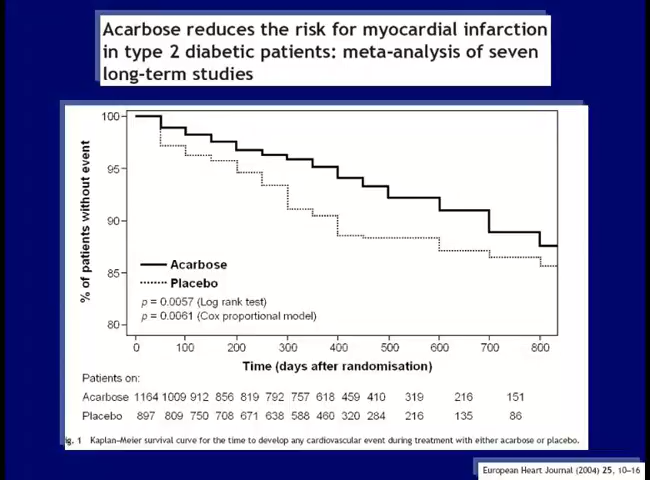 Acarbose reduces the risk for myocardial infarction
in type 2 diabetic patients: meta-analysis of seven
long-term studies
100
95
90
85
80
% of patients without event
Acarbose
Placebo
p = 0.0057 (Log rank test)
p = 0.0061 (Cox proportional model)
0 100 200 300 400 500 600 700 800
Time (days after randomisation)
Patients on:
Acarbose 1164 1009 912 856 819 792 757 618 459 410 319 216 151
Placebo 897 809 750 708 671 638 588 460 320 284 216 135 86
ig. 1 Kaplan–Meier survival curve for the time to develop any cardiovascular event during treatment with either acarbose or placebo.
European Heart Journal (2004) 25, 10–16